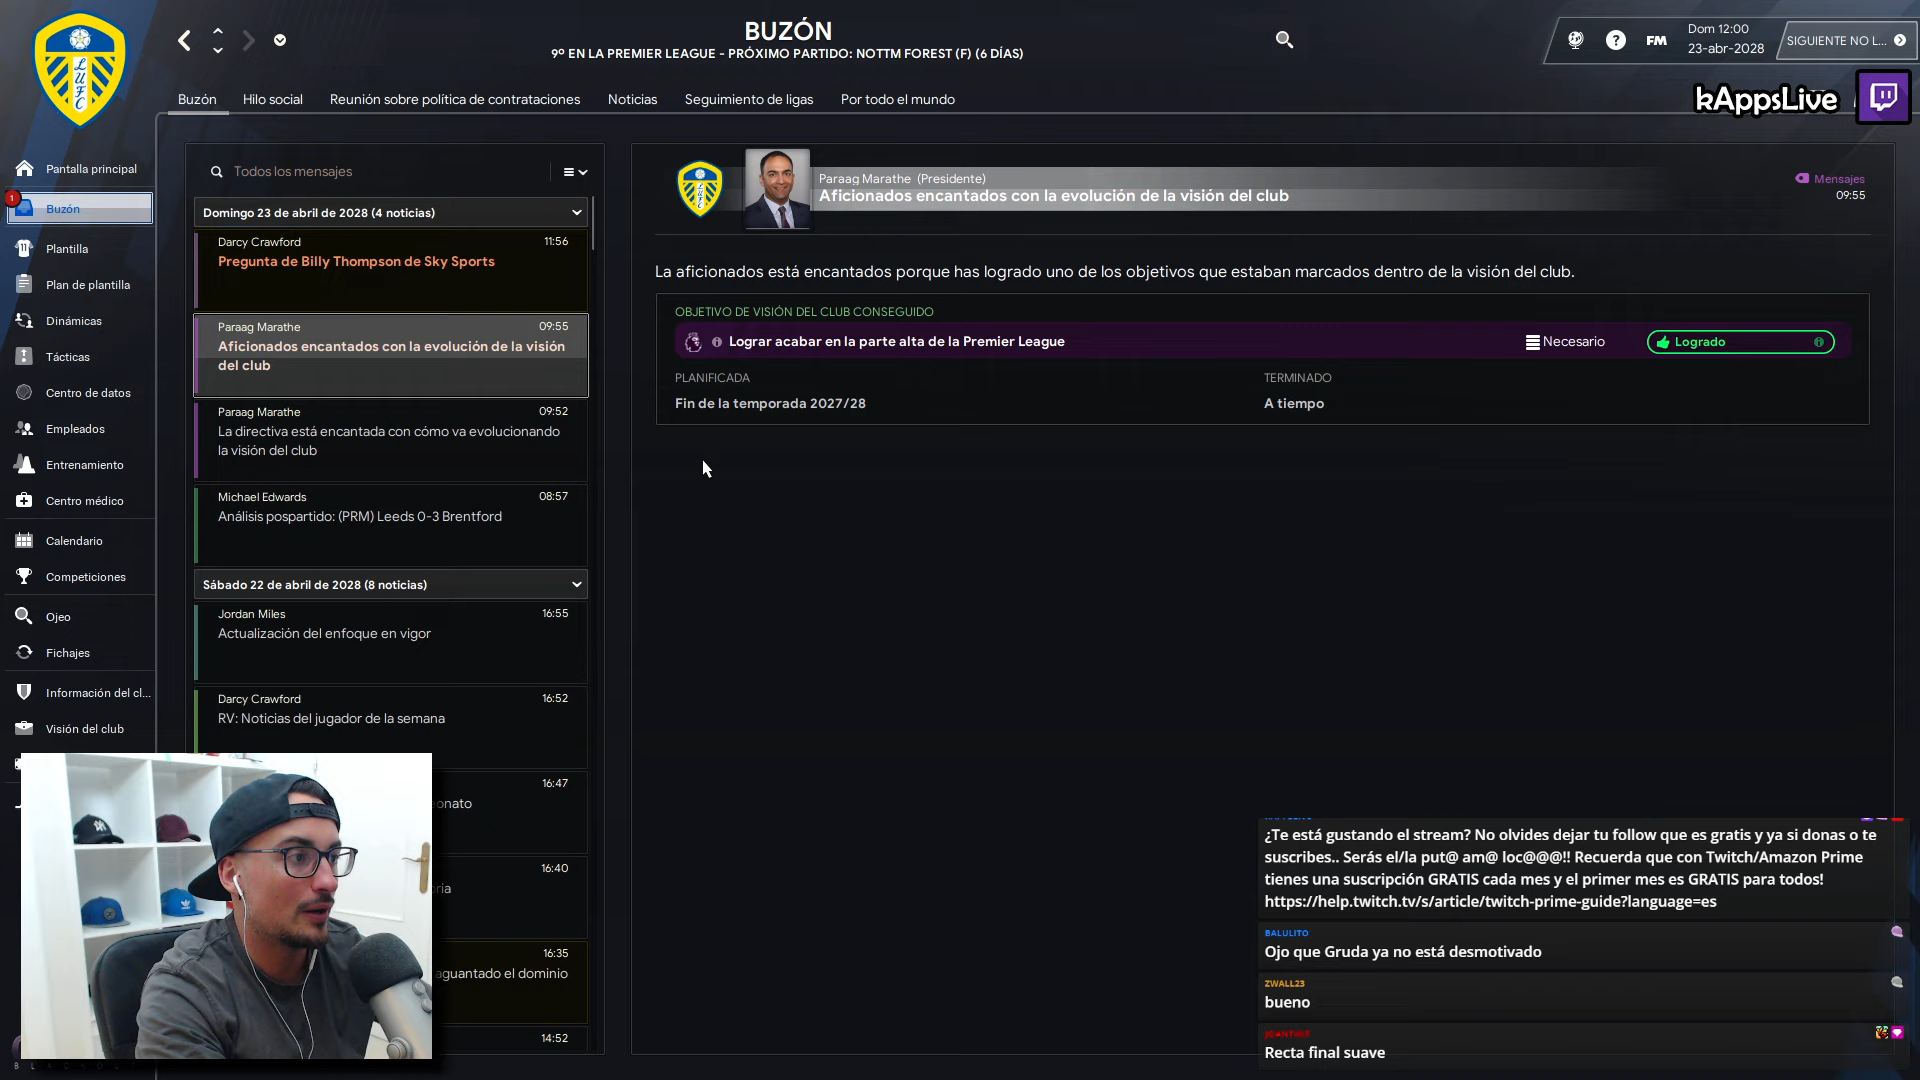 BUZÓN
9º EN LA PREMIER LEAGUE - PRÓXIMO PARTIDO: NOTTM FOREST (F) (6 DÍAS)
FM
Dom 12:00
23-abr-2028
SIGUIENTE NO L...
kAppsLive
LUFC
Buzón
Hilo social
Reunión sobre política de contrataciones
Noticias
Seguimiento de ligas
Por todo el mundo
Pantalla principal
1
Buzón
Plantilla
Plan de plantilla
Dinámicas
Tácticas
Centro de datos
Empleados
Entrenamiento
Centro médico
Calendario
Competiciones
Ojeo
Fichajes
Información del cl...
Visión del club
Todos los mensajes
Domingo 23 de abril de 2028 (4 noticias)
Darcy Crawford
11:56
Pregunta de Billy Thompson de Sky Sports
Paraag Marathe
09:55
Aficionados encantados con la evolución de la visión
del club
Paraag Marathe
09:52
La directiva está encantada con cómo va evolucionando
la visión del club
Michael Edwards
08:57
Análisis pospartido: (PRM) Leeds 0-3 Brentford
Sábado 22 de abril de 2028 (8 noticias)
Jordan Miles
16:55
Actualización del enfoque en vigor
Darcy Crawford
16:52
RV: Noticias del jugador de la semana
16:47
eonato
16:40
oria
16:35
aguantado el dominio
14:52
Paraag Marathe (Presidente)
Aficionados encantados con la evolución de la visión del club
Mensajes
09:55
La aficionados está encantados porque has logrado uno de los objetivos que estaban marcados dentro de la visión del club.
OBJETIVO DE VISIÓN DEL CLUB CONSEGUIDO
Lograr acabar en la parte alta de la Premier League
Necesario
Logrado
PLANIFICADA
TERMINADO
Fin de la temporada 2027/28
A tiempo
¿Te está gustando el stream? No olvides dejar tu follow que es gratis y ya si donas o te
suscribes.. Serás el/la put@ am@ loc@@@!! Recuerda que con Twitch/Amazon Prime
tienes una suscripción GRATIS cada mes y el primer mes es GRATIS para todos!
https://help.twitch.tv/s/article/twitch-prime-guide?language=es
BALULITO
Ojo que Gruda ya no está desmotivado
ZWALL23
bueno
Recta final suave